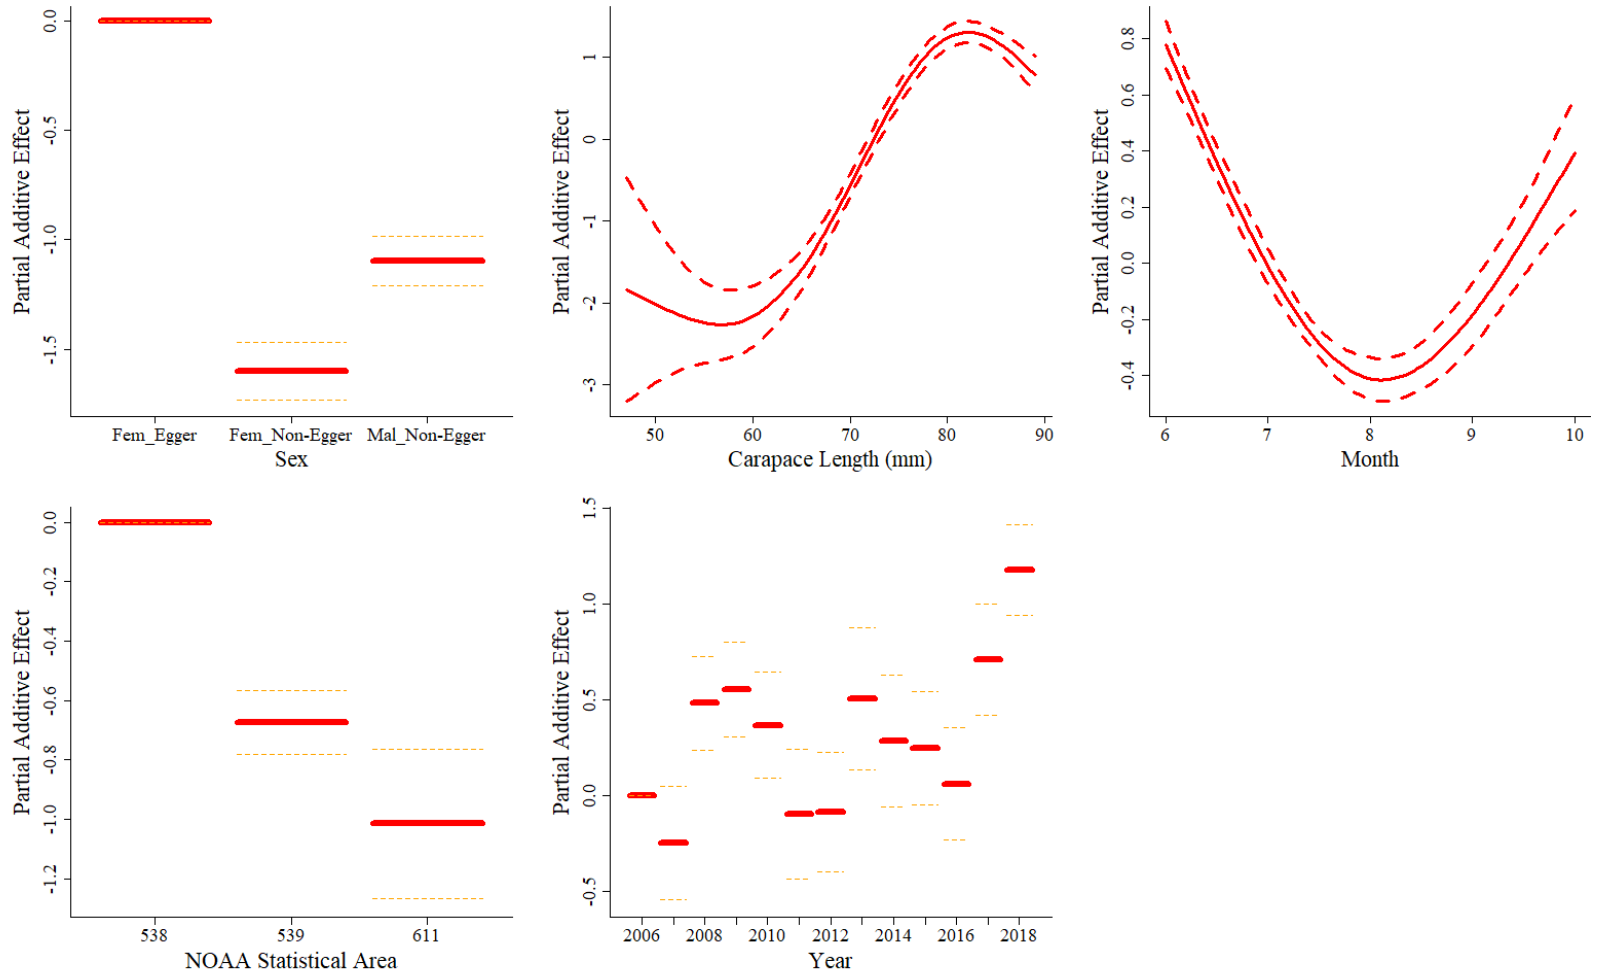 Partial Additive Effect
0.0
-0.5
-1.0
-1.5
Fem_Egger Fem_Non-Egger Mal_Non-Egger
Sex
Partial Additive Effect
1
0
-1
-2
-3
50 60 70 80 90
Carapace Length (mm)
Partial Additive Effect
0.8
0.6
0.4
0.2
0.0
-0.2
-0.4
6 7 8 9 10
Month
Partial Additive Effect
0.0
-0.2
-0.4
-0.6
-0.8
-1.0
-1.2
538 539 611
NOAA Statistical Area
Partial Additive Effect
1.5
1.0
0.5
0.0
-0.5
2006 2008 2010 2012 2014 2016 2018
Year